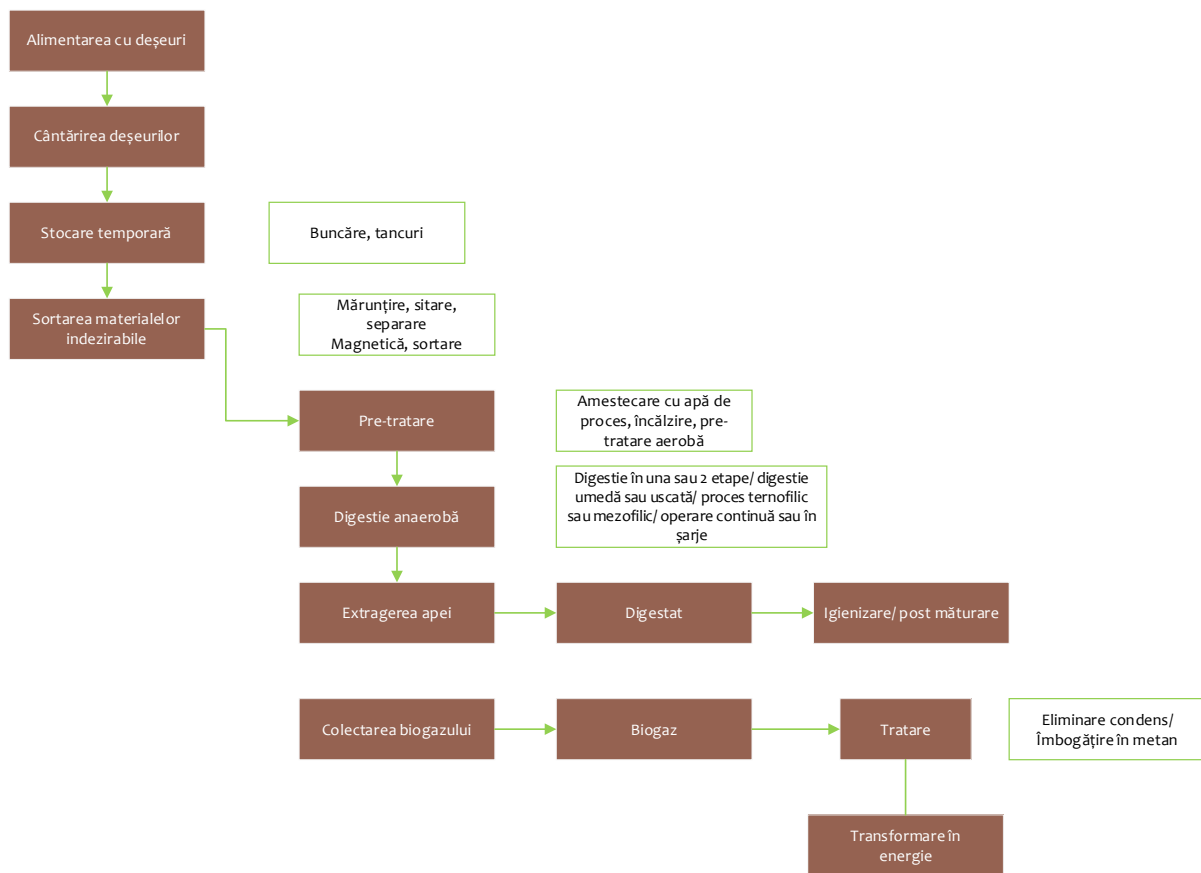 Alimentarea cu deșeuri
Cântărirea deșeurilor
Stocare temporară
Buncăre, tancuri
Sortarea materialelor
indezirabile
Mărunțire, sitare,
separare
Magnetică, sortare
Pre-tratare
Amestecare cu apă de
proces, încălzire, pre-
tratare aerobă
Digestie anaerobă
Digestie în una sau 2 etape/ digestie
umedă sau uscată/ proces ternofilic
sau mezofilic/ operare continuă sau în
șarje
Extragerea apei
Digestat
Igienizare/ post măturare
Colectarea biogazului
Biogaz
Tratare
Eliminare condens/
Îmbogățire în metan
Transformare în
energie